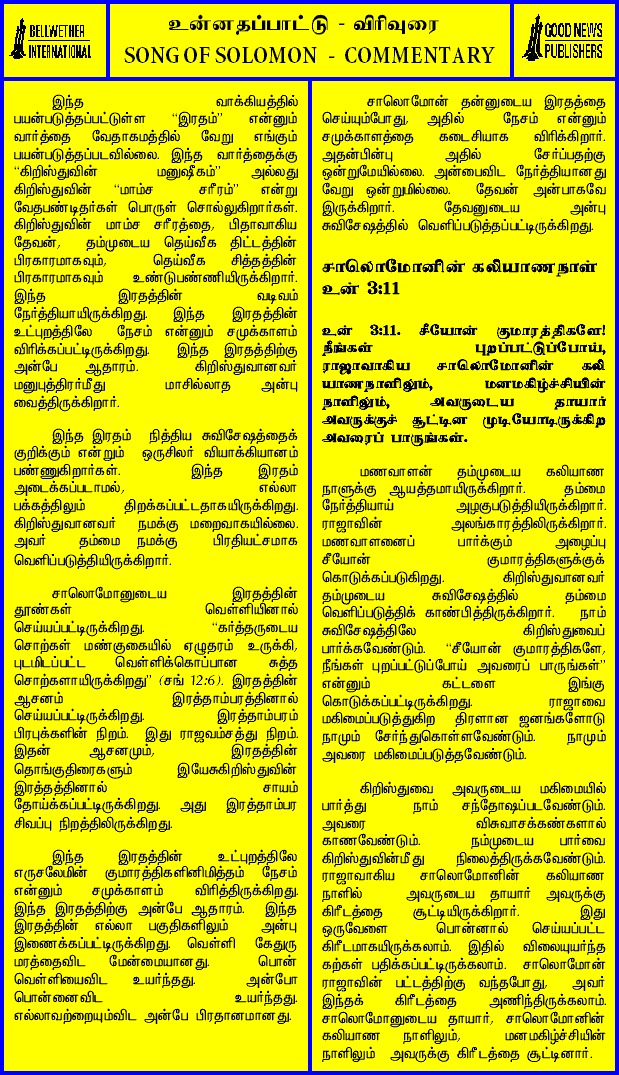 BELLWETHER
INTERNATIONAL
உன்னதப்பாட்டு - விரிவுரை
SONG OF SOLOMON - COMMENTARY
GOOD NEWS
PUBLISHERS
இந்த வாக்கியத்தில்
பயன்படுத்தப்பட்டுள்ள “இரதம்” என்னும்
வார்த்தை வேதாகமத்தில் வேறு எங்கும்
பயன்படுத்தப்படவில்லை. இந்த வார்த்தைக்கு
“கிறிஸ்துவின் மனுஷீகம்” அல்லது
கிறிஸ்துவின் “மாம்ச சரீரம்” என்று
வேதபண்டிதர்கள் பொருள் சொல்லுகிறார்கள்.
கிறிஸ்துவின் மாம்ச சரீரத்தை, பிதாவாகிய
தேவன், தம்முடைய தெய்வீக திட்டத்தின்
பிரகாரமாகவும், தெய்வீக சித்தத்தின்
பிரகாரமாகவும் உண்டுபண்ணியிருக்கிறார்.
இந்த இரதத்தின் வடிவம்
நேர்த்தியாயிருக்கிறது. இந்த இரதத்தின்
உட்புறத்திலே நேசம் என்னும் சமுக்காளம்
விரிக்கப்பட்டிருக்கிறது. இந்த இரதத்திற்கு
அன்பே ஆதாரம். கிறிஸ்துவானவர்
மனுபுத்திரர்மீது மாசில்லாத அன்பு
வைத்திருக்கிறார்.
இந்த இரதம் நித்திய சுவிசேஷத்தைக்
குறிக்கும் என்றும் ஒருசிலர் வியாக்கியானம்
பண்ணுகிறார்கள். இந்த இரதம்
அடைக்கப்படாமல், எல்லா
பக்கத்திலும் திறக்கப்பட்டதாகயிருக்கிறது.
கிறிஸ்துவானவர் நமக்கு மறைவாகயில்லை.
அவர் தம்மை நமக்கு பிரதியட்சமாக
வெளிப்படுத்தியிருக்கிறார்.
சாலொமோனுடைய இரதத்தின்
தூண்கள் வெள்ளியினால்
செய்யப்பட்டிருக்கிறது. “கர்த்தருடைய
சொற்கள் மண்குகையில் ஏழுதரம் உருக்கி,
புடமிடப்பட்ட வெள்ளிக்கொப்பான சுத்த
சொற்களாயிருக்கிறது” (சங் 12:6). இரதத்தின்
ஆசனம் இரத்தாம்பரத்தினால்
செய்யப்பட்டிருக்கிறது. இரத்தாம்பரம்
பிரபுக்களின் நிறம். இது ராஜவம்சத்து நிறம்.
இதன் ஆசனமும், இரதத்தின்
தொங்குதிரைகளும் இயேசுகிறிஸ்துவின்
இரத்தத்தினால் சாயம்
தோய்க்கப்பட்டிருக்கிறது. அது இரத்தாம்பர
சிவப்பு நிறத்திலிருக்கிறது.
இந்த இரதத்தின் உட்புறத்திலே
எருசலேமின் குமாரத்திகளினிமித்தம் நேசம்
என்னும் சமுக்காளம் விரித்திருக்கிறது.
இந்த இரதத்திற்கு அன்பே ஆதாரம். இந்த
இரதத்தின் எல்லா பகுதிகளிலும் அன்பு
இணைக்கப்பட்டிருக்கிறது. வெள்ளி கேதுரு
மரத்தைவிட மேன்மையானது. பொன்
வெள்ளியைவிட உயர்ந்தது. அன்போ
பொன்னைவிட உயர்ந்தது.
எல்லாவற்றையும்விட அன்பே பிரதானமானது.
சாலொமோன் தன்னுடைய இரதத்தை
செய்யும்போது, அதில் நேசம் என்னும்
சமுக்காளத்தை கடைசியாக விரிக்கிறார்.
அதன்பின்பு அதில் சேர்ப்பதற்கு
ஒன்றுமேயில்லை. அன்பைவிட நேர்த்தியானது
வேறு ஒன்றுமில்லை. தேவன் அன்பாகவே
இருக்கிறார். தேவனுடைய அன்பு
சுவிசேஷத்தில் வெளிப்படுத்தப்பட்டிருக்கிறது.
சாலொமோனின் கலியாணநாள்
உன் 3:11
உன் 3:11. சீயோன் குமாரத்திகளே!
நீங்கள் புறப்பட்டுப்போய்,
ராஜாவாகிய சாலொமோனின் கலி
யாணநாளிலும், மனமகிழ்ச்சியின்
நாளிலும், அவருடைய தாயார்
அவருக்குச் சூட்டின முடியோடிருக்கிற
அவரைப் பாருங்கள்.
மணவாளன் தம்முடைய கலியாண
நாளுக்கு ஆயத்தமாயிருக்கிறார். தம்மை
நேர்த்தியாய் அழகுபடுத்தியிருக்கிறார்.
ராஜாவின் அலங்காரத்திலிருக்கிறார்.
மணவாளனைப் பார்க்கும் அழைப்பு
சீயோன் குமாரத்திகளுக்குக்
கொடுக்கப்படுகிறது. கிறிஸ்துவானவர்
தம்முடைய சுவிசேஷத்தில் தம்மை
வெளிப்படுத்திக் காண்பித்திருக்கிறார். நாம்
சுவிசேஷத்திலே கிறிஸ்துவைப்
பார்க்கவேண்டும். “சீயோன் குமாரத்திகளே,
நீங்கள் புறப்பட்டுப்போய் அவரைப் பாருங்கள்”
என்னும் கட்டளை இங்கு
கொடுக்கப்பட்டிருக்கிறது. ராஜாவை
மகிமைப்படுத்துகிற திரளான ஜனங்களோடு
நாமும் சேர்ந்துகொள்ளவேண்டும். நாமும்
அவரை மகிமைப்படுத்தவேண்டும்.
கிறிஸ்துவை அவருடைய மகிமையில்
பார்த்து நாம் சந்தோஷப்படவேண்டும்.
அவரை விசுவாசக்கண்களால்
காணவேண்டும். நம்முடைய பார்வை
கிறிஸ்துவின்மீது நிலைத்திருக்கவேண்டும்.
ராஜாவாகிய சாலொமோனின் கலியாண
நாளில் அவருடைய தாயார் அவருக்கு
கிரீடத்தை சூட்டியிருக்கிறார். இது
ஒருவேளை பொன்னால் செய்யப்பட்ட
கிரீடமாகயிருக்கலாம். இதில் விலையுயர்ந்த
கற்கள் பதிக்கப்பட்டிருக்கலாம். சாலொமோன்
ராஜாவின் பட்டத்திற்கு வந்தபோது, அவர்
இந்தக் கிரீடத்தை அணிந்திருக்கலாம்.
சாலொமோனுடைய தாயார், சாலொமோனின்
கலியாண நாளிலும், மனமகிழ்ச்சியின்
நாளிலும் அவருக்கு கிரீடத்தை சூட்டினார்.